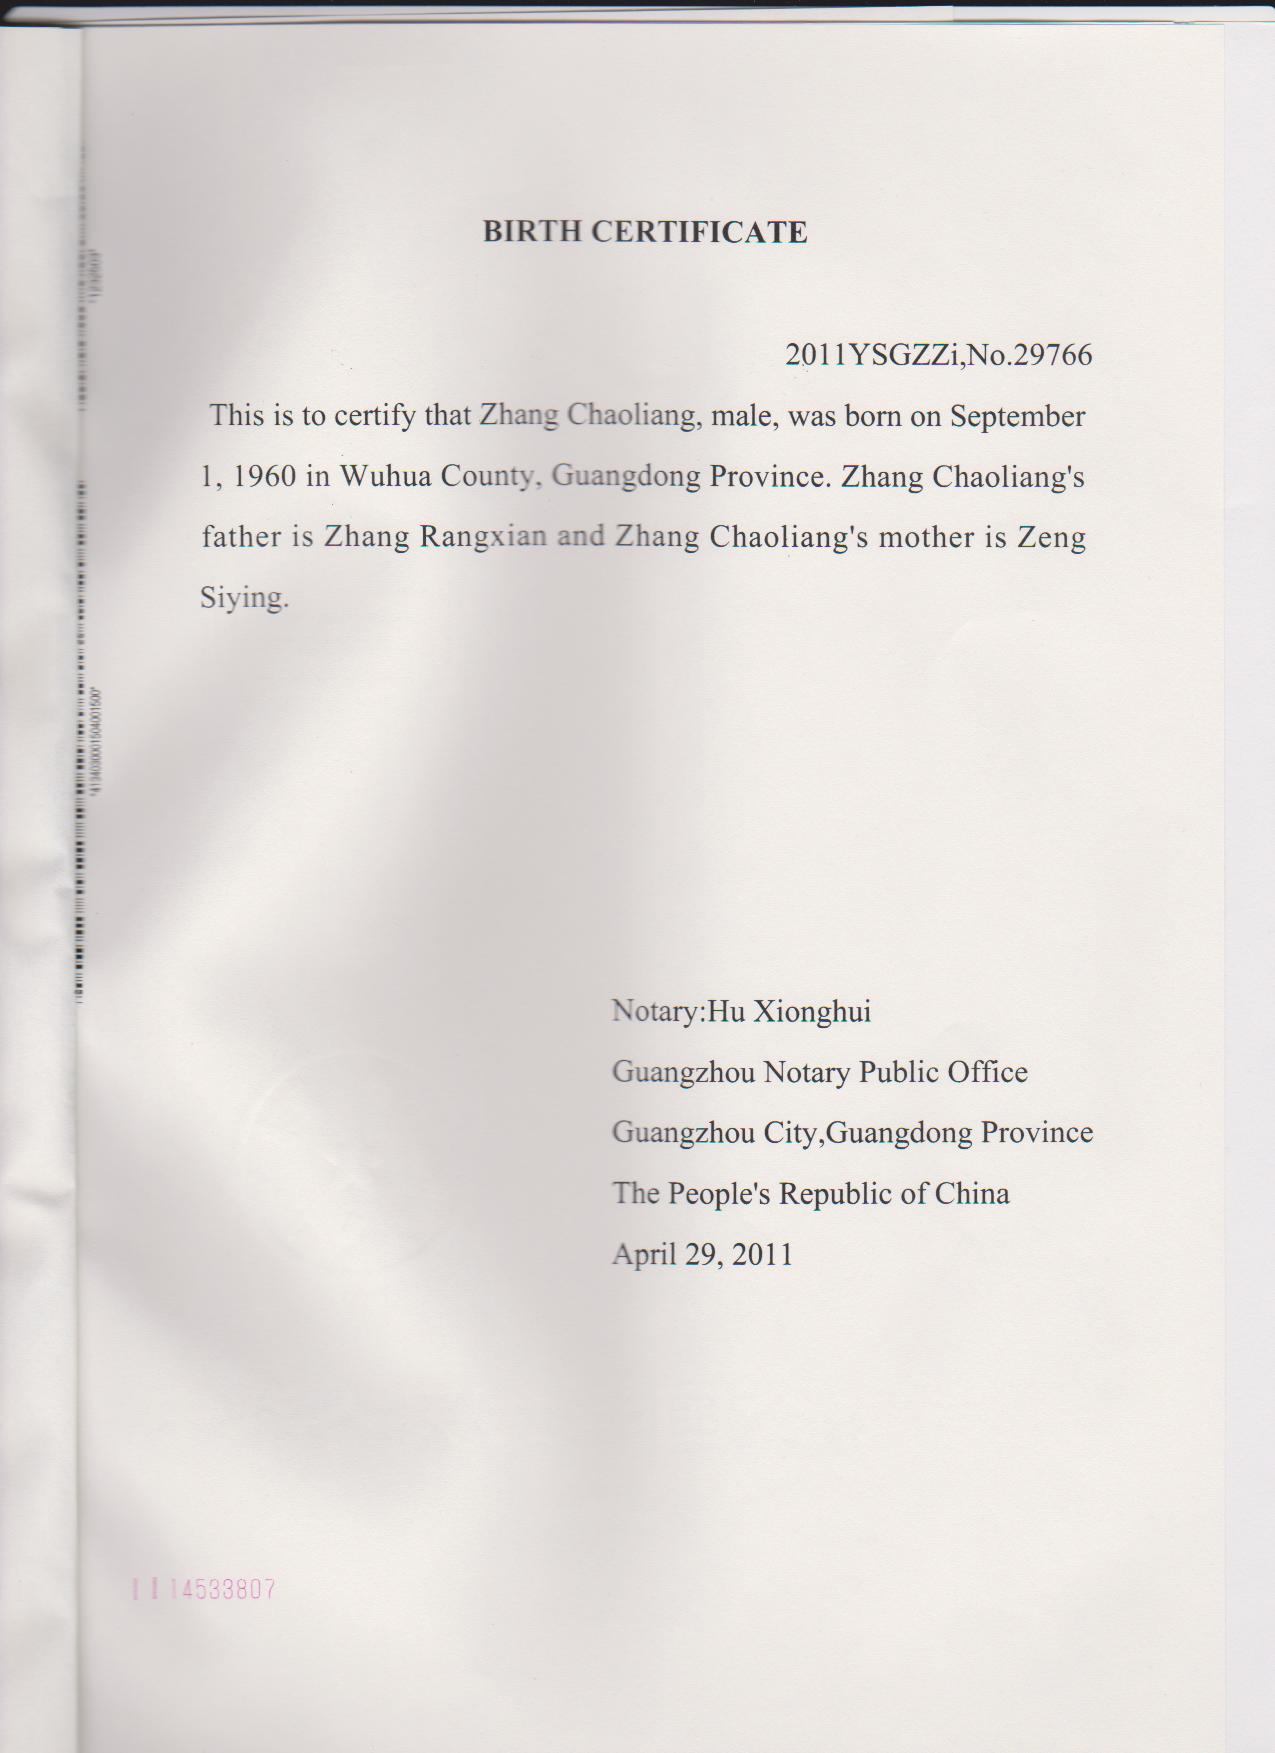 BIRTH CERTIFICATE
2011YSGZZi,No.29766
This is to certify that Zhang Chaoliang, male, was born on September
1, 1960 in Wuhua County, Guangdong Province. Zhang Chaoliang's
father is Zhang Rangxian and Zhang Chaoliang's mother is Zeng
Siying.
Notary:Hu Xionghui
Guangzhou Notary Public Office
Guangzhou City,Guangdong Province
The People's Republic of China
April 29, 2011
1114533807